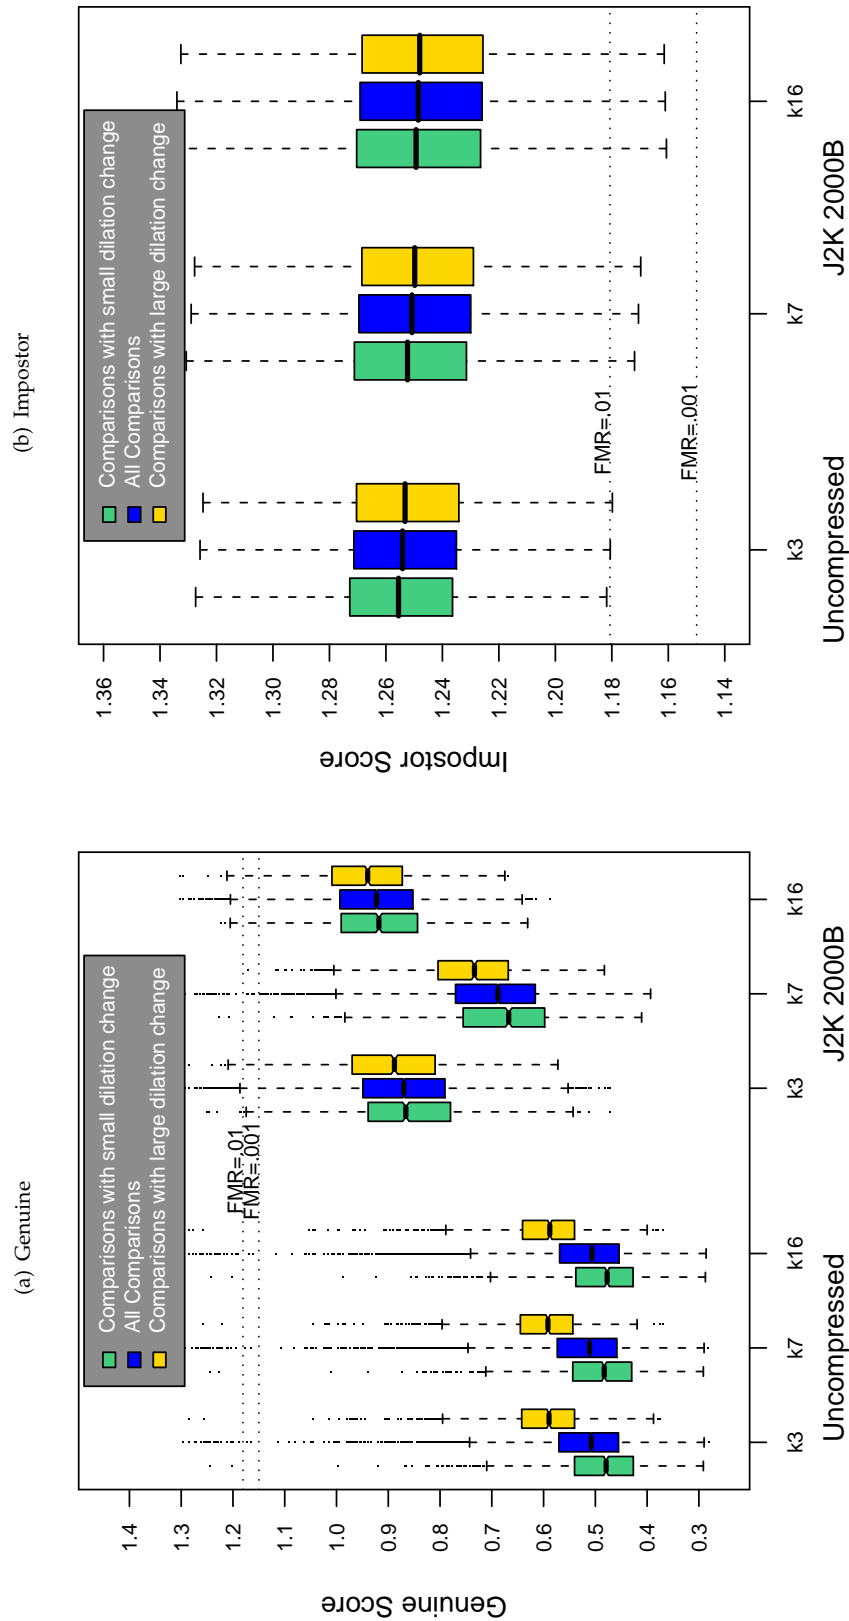 (a) Genuine
Genuine Score
1.4
1.3
1.2
1.1
1.0
0.9
0.8
0.7
0.6
0.5
0.4
0.3
Comparisons with small dilation change
All Comparisons
Comparisons with large dilation change
FMR=.01
FMR=.001
k3
k7
k16
k3
k7
k16
Uncompressed
J2K 2000B
(b) Impostor
Impostor Score
1.36
1.34
1.32
1.30
1.28
1.26
1.24
1.22
1.20
1.18
1.16
1.14
Comparisons with small dilation change
All Comparisons
Comparisons with large dilation change
FMR=.01
FMR=.001
k3
k7
k16
Uncompressed
J2K 2000B